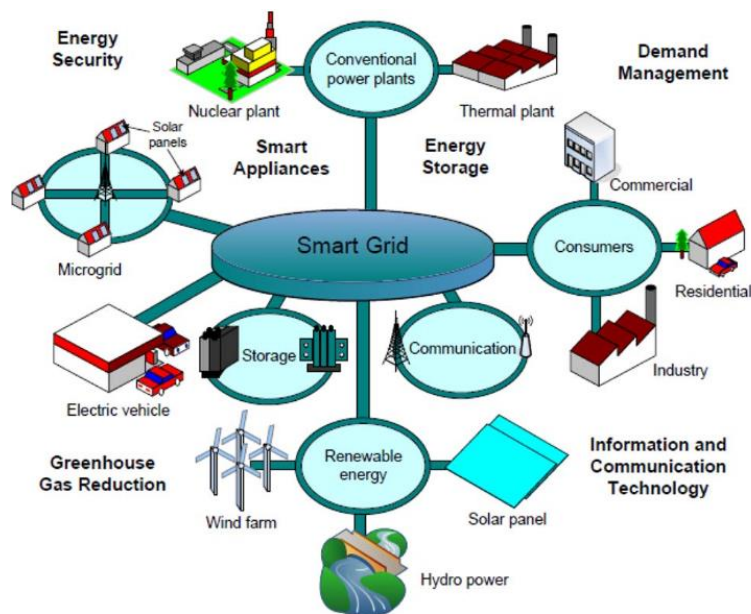 Energy
Security
Conventional
power plants
Demand
Management
Nuclear plant
Thermal plant
Solar
panels
Smart
Appliances
Energy
Storage
Commercial
Smart Grid
Consumers
Microgrid
Residential
Storage
Communication
Electric vehicle
Industry
Greenhouse
Gas Reduction
Renewable
energy
Information and
Communication
Technology
Wind farm
Solar panel
Hydro power